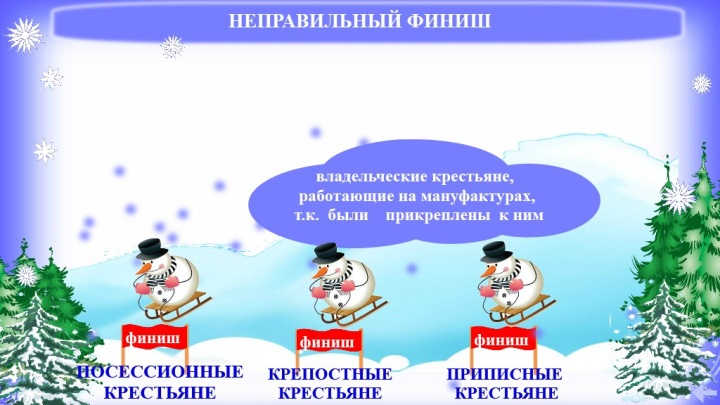 НЕПРАВИЛЬНЫЙ ФИНИШ
владельческие крестьяне,
работающие на мануфактурах,
т.к. были прикреплены к ним
финиш
финиш
финиш
ПОСЕССИОННЫЕ
КРЕСТЬЯНЕ
КРЕПОСТНЫЕ
КРЕСТЬЯНЕ
ПРИПИСНЫЕ
КРЕСТЬЯНЕ